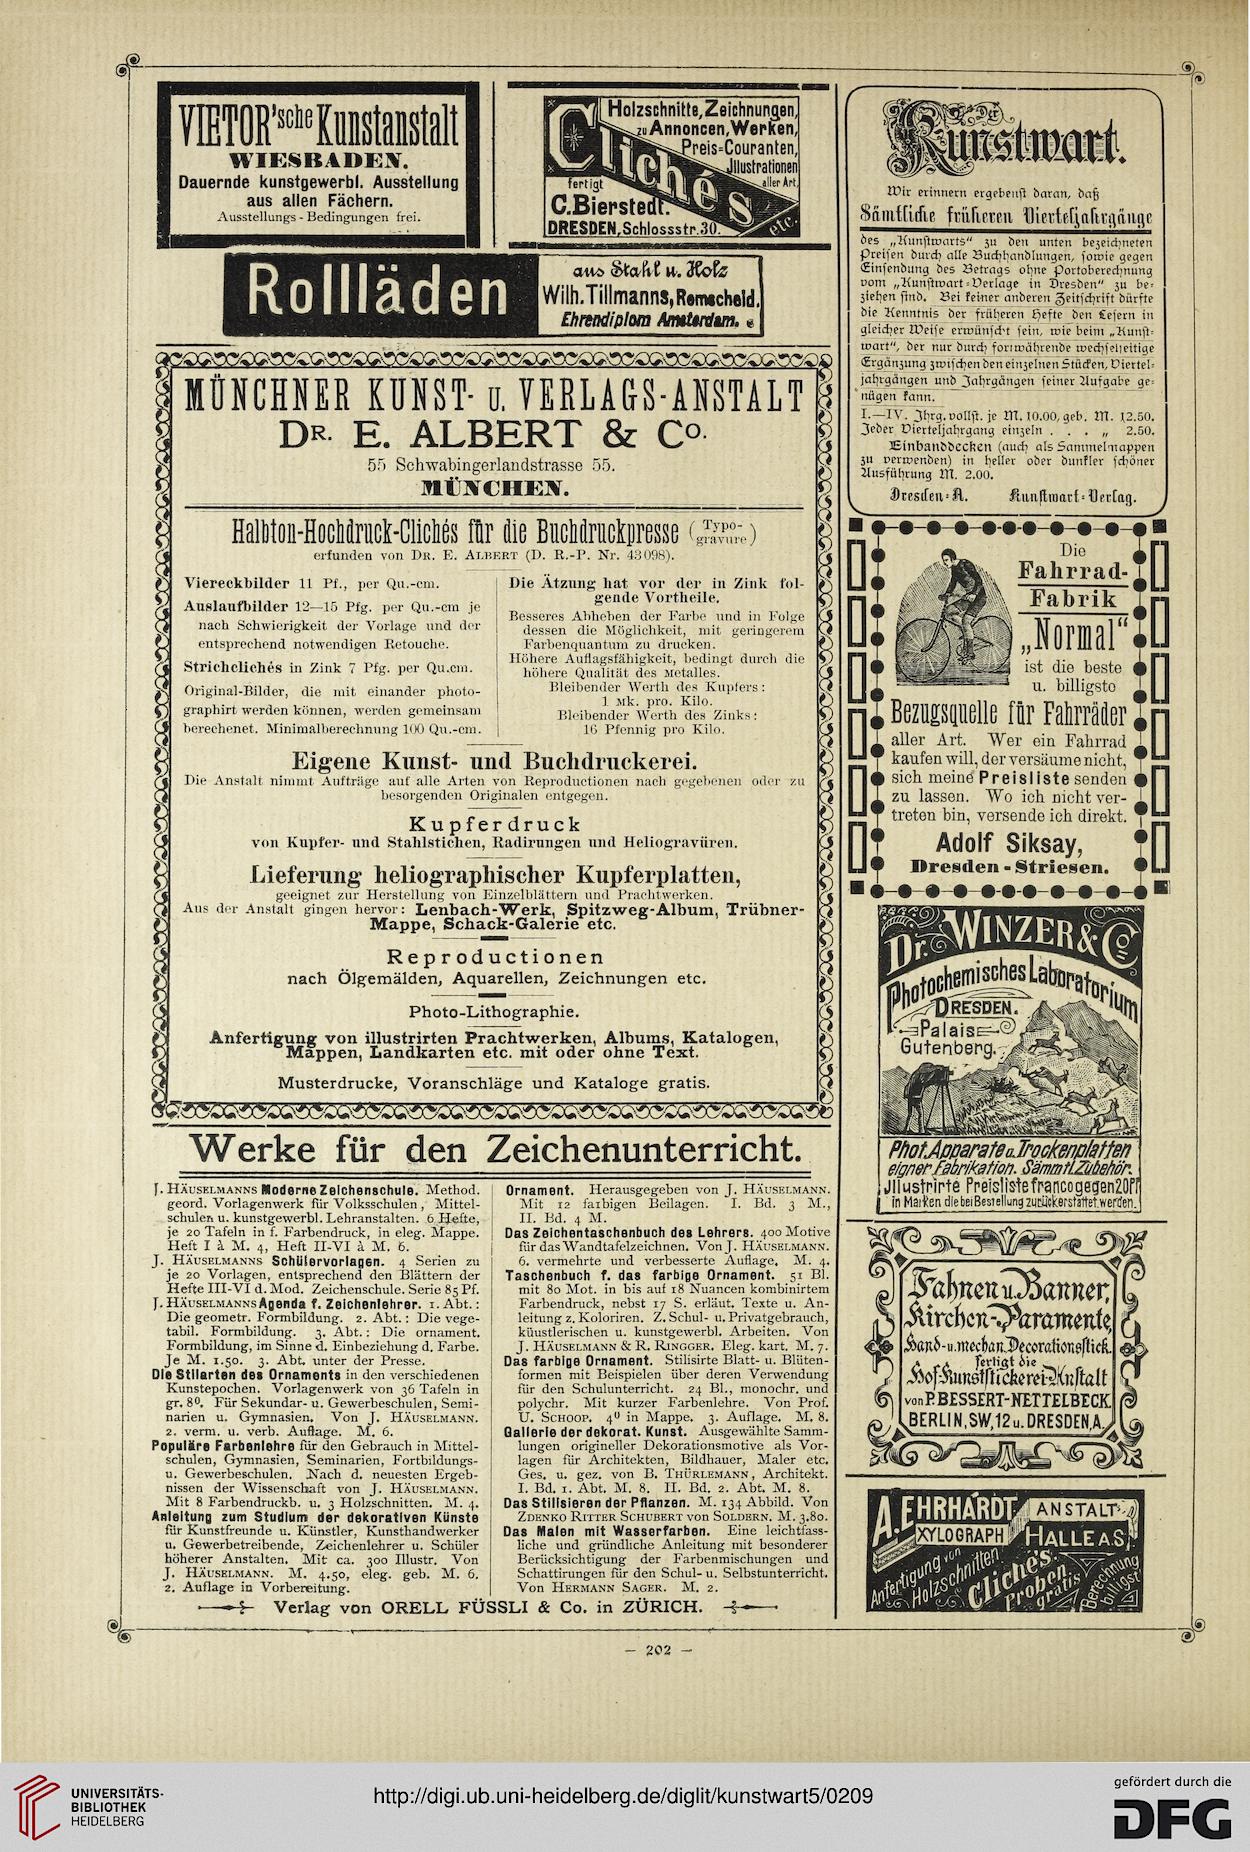 VIETOR'sche Kunstanstalt
WIESBADEN.
Dauernde kunstgewerbl. Ausstellung
aus allen Fächern.
Ausstellungs-Bedingungen frei.
Holzschnitte, Zeichnungen,
zu Annoncen, Werken,
Preis-Couranten,
Jllustrationen
aller Art,
Clichés etc.
fertigt
C. Bierstedt.
DRESDEN, Schlossstr. 30.
Rollläden
aus Stahl u. Holz
Wilh. Tillmanns, Remscheid.
Ehrendiplom Amsterdam.
MÜNCHNER KUNST- u. VERLAGS-ANSTALT
DR. E. ALBERT & Co.
55 Schwabingerlandstrasse 55.
MÜNCHEN.
Halbton-Hochdruck-Clichés für die Buchdruckpresse (Typo-
gravure)
erfunden von DR. E. ALBERT (D. R.-P. Nr. 43098).
Viereckbilder 11 Pf., per Qu.-cm.
Auslaufbilder 12—15 Pfg. per Qu.-cm je
nach Schwierigkeit der Vorlage und der
entsprechend notwendigen Retouche.
Strichclichés in Zink 7 Pfg. per Qu.cm.
Original-Bilder, die mit einander photo-
graphirt werden können, werden gemeinsam
berechenet. Minimalberechnung 100 Qu.-cm.
Die Ätzung hat vor der in Zink fol-
gende Vortheile.
Besseres Abheben der Farbe und in Folge
dessen die Möglichkeit, mit geringerem
Farbenquantum zu drucken.
Höhere Auflagsfähigkeit, bedingt durch die
höhere Qualität des Metalles.
Bleibender Werth des Kupfers:
1 Mk. pro. Kilo.
Bleibender Werth des Zinks:
16 Pfennig pro Kilo.
Eigene Kunst- und Buchdruckerei.
Die Anstalt nimmt Aufträge auf alle Arten von Reproductionen nach gegebenen oder zu
besorgenden Originalen entgegen.
Kupferdruck
von Kupfer- und Stahlstichen, Radirungen und Heliogravüren.
Lieferung heliographischer Kupferplatten,
geeignet zur Herstellung von Einzelblättern und Prachtwerken.
Aus der Anstalt gingen hervor: Lenbach-Werk, Spitzweg-Album, Trübner-
Mappe, Schack-Galerie etc.
Reproductionen
nach Ölgemälden, Aquarellen, Zeichnungen etc.
Photo-Lithographie.
Anfertigung von illustrirten Prachtwerken, Albums, Katalogen,
Mappen, Landkarten etc. mit oder ohne Text.
Musterdrucke, Voranschläge und Kataloge gratis.
Werke für den Zeichenunterricht.
J. HÄUSELMANNS Moderne Zeichenschule. Method.
geord. Vorlagenwerk für Volksschulen, Mittel-
schulen u. kunstgewerbl. Lehranstalten. 6 Hefte,
je 20 Tafeln in f. Farbendruck, in eleg. Mappe.
Heft I à M. 4, Heft II-VI à M. 6.
J. HÄUSELMANNS Schülervorlagen. 4 Serien zu
je 20 Vorlagen, entsprechend den Blättern der
Hefte III-VI d. Mod. Zeichenschule. Serie 85 Pf.
J. HÄUSELMANNS Agenda f. Zeichenlehrer. 1. Abt.:
Die geometr. Formbildung. 2. Abt.: Die vege-
tabil. Formbildung. 3. Abt.: Die ornament.
Formbildung, im Sinne d. Einbeziehung d. Farbe.
Je M. 1.50. 3. Abt. unter der Presse.
Die Stilarten des Ornaments in den verschiedenen
Kunstepochen. Vorlagenwerk von 36 Tafeln in
gr. 8°. Für Sekundar- u. Gewerbeschulen, Semi-
narien u. Gymnasien. Von J. HÄUSELMANN.
2. verm. u. verb. Auflage. M. 6.
Populäre Farbenlehre für den Gebrauch in Mittel-
schulen, Gymnasien, Seminarien, Fortbildungs-
u. Gewerbeschulen. Nach d. neuesten Ergeb-
nissen der Wissenschaft von J. HÄUSELMANN.
Mit 8 Farbendruckb. u. 3 Holzschnitten. M. 4.
Anleitung zum Studium der dekorativen Künste
für Kunstfreunde u. Künstler, Kunsthandwerker
u. Gewerbetreibende, Zeichenlehrer u. Schüler
höherer Anstalten. Mit ca. 300 Illustr. Von
J. HÄUSELMANN. M. 4.50, eleg. geb. M. 6.
2. Auflage in Vorbereitung.
Ornament. Herausgegeben von J. HÄUSELMANN.
Mit 12 farbigen Beilagen. I. Bd. 3 M.,
II. Bd. 4 M.
Das Zeichentaschenbuch des Lehrers. 400 Motive
für das Wandtafelzeichnen. Von J. HÄUSELMANN.
6. vermehrte und verbesserte Auflage. M. 4.
Taschenbuch f. das farbige Ornament. 51 Bl.
mit 80 Mot. in bis auf 18 Nuancen kombinirtem
Farbendruck, nebst 17 S. erläut. Texte u. An-
leitung z. Koloriren. Z. Schul- u. Privatgebrauch,
küustlerischen u. kunstgewerbl. Arbeiten. Von
J. HÄUSELMANN & R. RINGGER. Eleg. kart. M. 7.
Das farbige Ornament. Stilisirte Blatt- u. Blüten-
formen mit Beispielen über deren Verwendung
für den Schulunterricht. 24 Bl., monochr. und
polychr. Mit kurzer Farbenlehre. Von Prof.
U. SCHOOP. 4° in Mappe. 3. Auflage. M. 8.
Gallerie der dekorat. Kunst. Ausgewählte Samm-
lungen origineller Dekorationsmotive als Vor-
lagen für Architekten, Bildhauer, Maler etc.
Ges. u. gez. von B. THÜRLEMANN, Architekt.
I. Bd. 1. Abt. M. 8. II. Bd. 2. Abt. M. 8.
Das Stilisieren der Pflanzen. M. 134 Abbild. Von
ZDENKO RITTER SCHUBERT VON SOLDERN. M. 3.80.
Das Malen mit Wasserfarben. Eine leichtfass-
liche und gründliche Anleitung mit besonderer
Berücksichtigung der Farbenmischungen und
Schattirungen für den Schul- u. Selbstunterricht.
Von HERMANN SAGER. M. 2.
Verlag von ORELL FÜSSLI & Co. in ZÜRICH.
Kunstwart.
Wir erinnern ergebenst daran, daß
Sämtliche früheren Vierteljahrgänge
des „Kunstwarts“ zu den unten bezeichneten
Preisen durch alle Buchhandlungen, sowie gegen
Einsendung des Betrags ohne Portoberechnung
vom „Kunstwart-Verlage in Dresden“ zu be-
ziehen sind. Bei keiner anderen Zeitschrift dürfte
die Kenntnis der früheren Hefte den Lesern in
gleicher Weise erwünscht sein, wie beim „Kunst-
wart“, der nur durch fortwährende wechselseitige
Ergänzung zwischen den einzelnen Stücken, Viertel-
jahrgängen und Jahrgängen seiner Aufgabe ge-
nügen kann.
I.—IV. Jhrg. vollst. je M. 10.00, geb. M. 12.50.
Jeder Vierteljahrgang einzeln . . . „ 2.50.
Einbanddecken (auch als Sammelmappen
zu verwenden) in heller oder dunkler schöner
Ausführung M. 2.00.
Dresden-A. Kunstwart-Verlag.
Die
Fahrrad-
Fabrik
„Normal“
ist die beste
u. billigste
Bezugsquelle für Fahrräder
aller Art. Wer ein Fahrrad
kaufen will, der versäume nicht,
sich meine Preisliste senden
zu lassen. Wo ich nicht ver-
treten bin, versende ich direkt.
Adolf Siksay,
Dresden-Striesen.
Dr. WINZER & Co
Photochemisches Laboratorium
DRESDEN.
Palais
Gutenberg.
Phot. Apparate u. Trockenplatten
eigner Fabrikation. Sämmtl. Zubehör.
Jllustrirte Preisliste franco gegen 20 Pf
in Marken die bei Bestellung zurückerstattet werden.
Fahnen u. Banner,
Kirchen-Paramente,
Hand- u. mechan. Decorationsstick.
fertigt die
Hof-Kunststickerei-Anstalt
von P. BESSERT-NETTELBECK.
BERLIN, SW, 12 u. DRESDEN, A.
A. EHRHARDT
XYLOGRAPH
ANSTALT
HALLE A S.
Anfertigung von
Holzschnitten
Clichés.
Proben
gratis
Berechnung
billigst
— 202 —
UNIVERSITÄTS-
BIBLIOTHEK
HEIDELBERG
http://digi.ub.uni-heidelberg.de/diglit/kunstwart5/0209
gefördert durch die
DFG